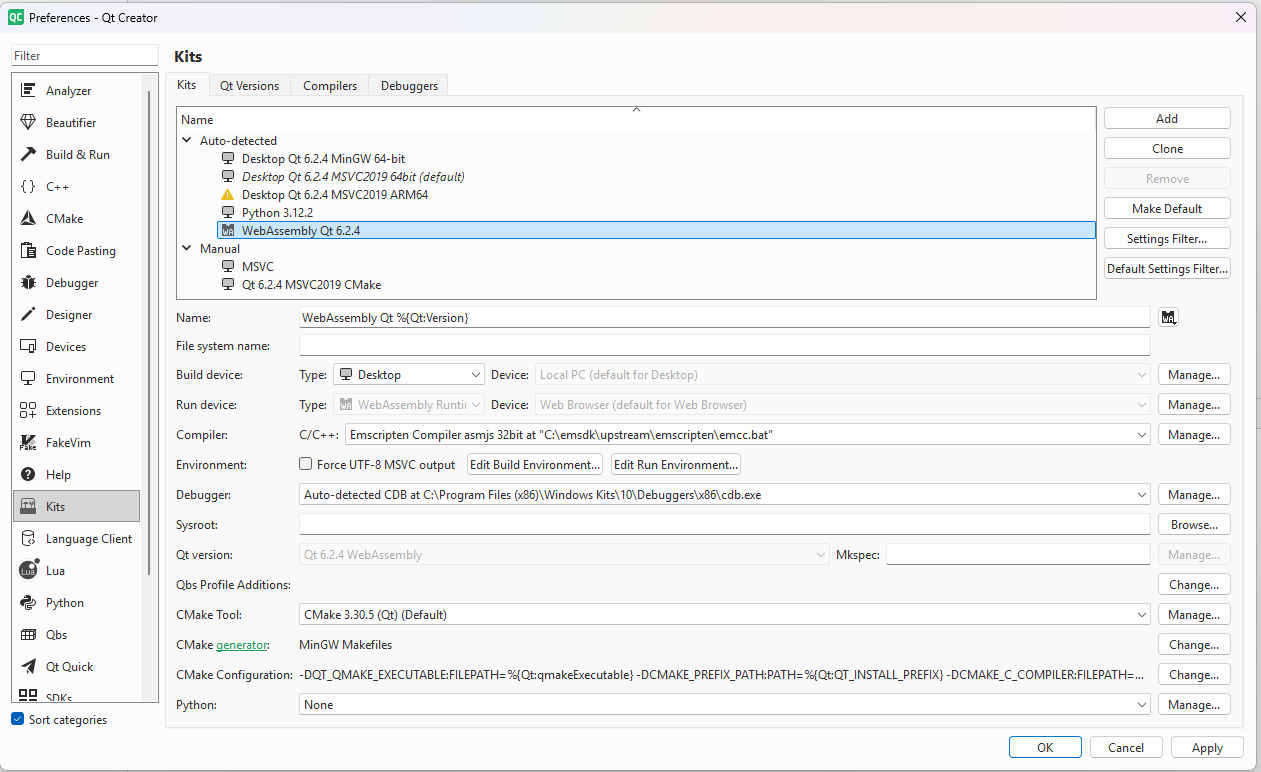 QC Preferences - Qt Creator
Filter
Analyzer
Beautifier
Build & Run
C++
CMake
Code Pasting
Debugger
Designer
Devices
Environment
Extensions
FakeVim
Help
Kits
Language Client
Lua
Python
Qbs
Qt Quick
SDKs
Sort categories
Kits
Kits Qt Versions Compilers Debuggers
Name
Auto-detected
Desktop Qt 6.2.4 MinGW 64-bit
Desktop Qt 6.2.4 MSVC2019 64bit (default)
Desktop Qt 6.2.4 MSVC2019 ARM64
Python 3.12.2
WA WebAssembly Qt 6.2.4
Manual
MSVC
Qt 6.2.4 MSVC2019 CMake
Add
Clone
Remove
Make Default
Settings Filter...
Default Settings Filter...
Name: WebAssembly Qt %{Qt:Version} WA
File system name:
Build device: Type: Desktop Device: Local PC (default for Desktop) Manage...
Run device: Type: WA WebAssembly Runti Device: Web Browser (default for Web Browser) Manage...
Compiler: C/C++: Emscripten Compiler asmjs 32bit at "C:\emsdk\upstream\emscripten\emcc.bat" Manage...
Environment: Force UTF-8 MSVC output Edit Build Environment... Edit Run Environment...
Debugger: Auto-detected CDB at C:\Program Files (x86)\Windows Kits\10\Debuggers\x86\cdb.exe Manage...
Sysroot: Browse...
Qt version: Qt 6.2.4 WebAssembly Mkspec: Manage...
Qbs Profile Additions: Change...
CMake Tool: CMake 3.30.5 (Qt) (Default) Manage...
CMake generator: MinGW Makefiles Change...
CMake Configuration: -DQT_QMAKE_EXECUTABLE:FILEPATH=%{Qt:qmakeExecutable} -DCMAKE_PREFIX_PATH:PATH=%{Qt:QT_INSTALL_PREFIX} -DCMAKE_C_COMPILER:FILEPATH=... Change...
Python: None Manage...
OK Cancel Apply